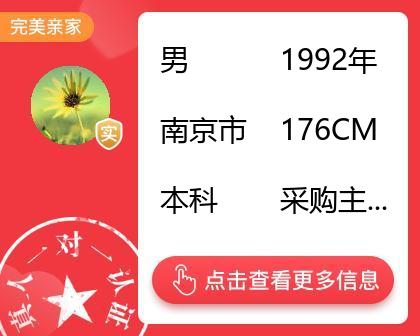 完美亲家
男 1992年
南京市 176CM
实
本科 采购主...
真人一对一认证
点击查看更多信息